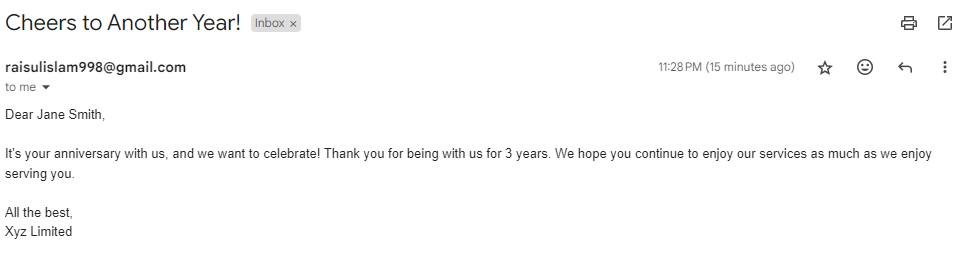 Cheers to Another Year! Inbox ×
raisulislam998@gmail.com 11:28 PM (15 minutes ago)
to me
Dear Jane Smith,
It's your anniversary with us, and we want to celebrate! Thank you for being with us for 3 years. We hope you continue to enjoy our services as much as we enjoy
serving you.
All the best,
Xyz Limited